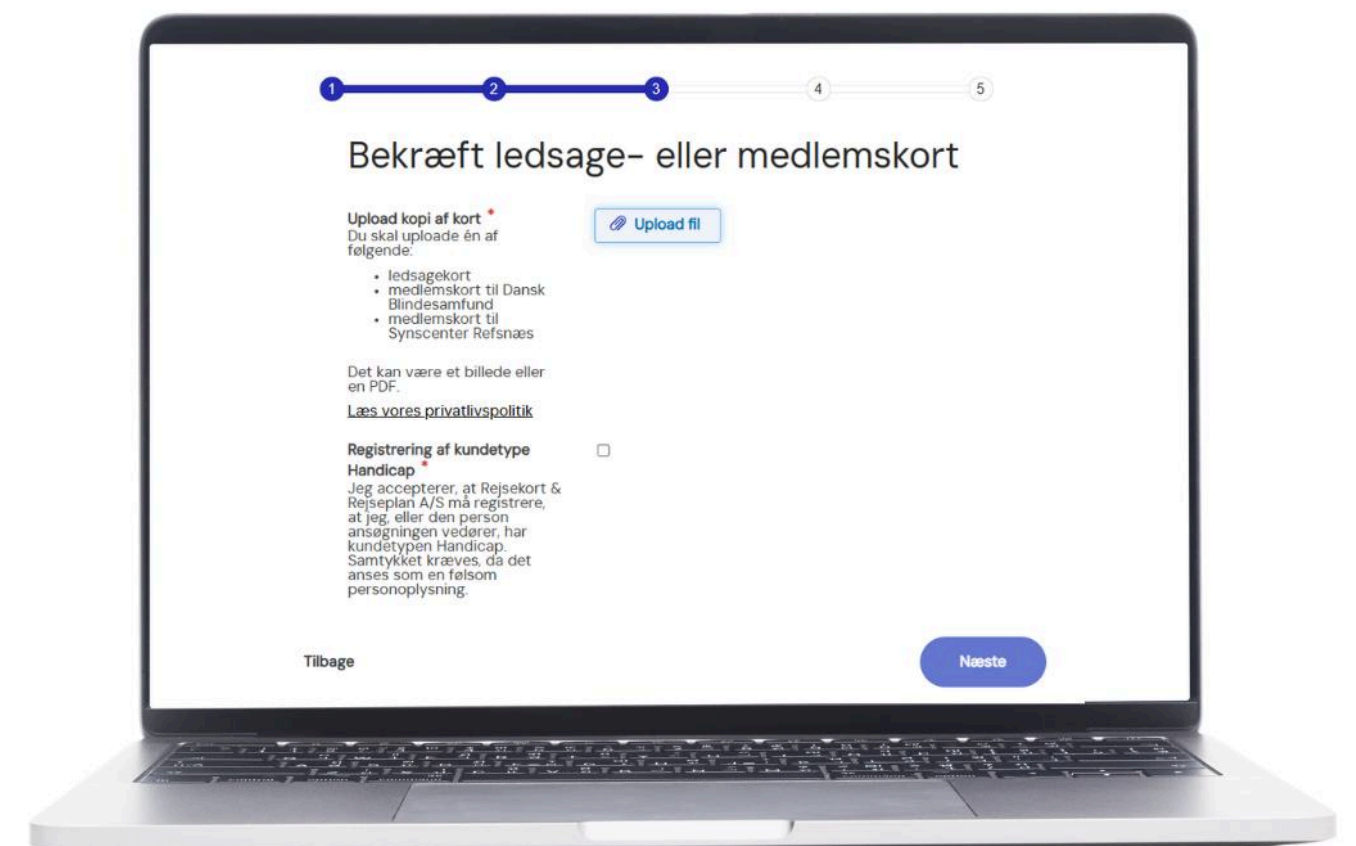 1 2 3 4 5
Bekræft ledsage- eller medlemskort
Upload kopi af kort *
Upload fil
Du skal uploade én af
følgende:
• ledsagekort
• medlemskort til Dansk
Blindesamfund
• medlemskort til
Synscenter Refsnæs
Det kan være et billede eller
en PDF.
Læs vores privatlivspolitik
Registrering af kundetype
Handicap *
Jeg accepterer, at Rejsekort &
Rejseplan A/S må registrere,
at jeg, eller den person
ansøgningen vedører, har
kundetypen Handicap.
Samtykket kræves, da det
anses som en følsom
personoplysning.
Tilbage
Næste